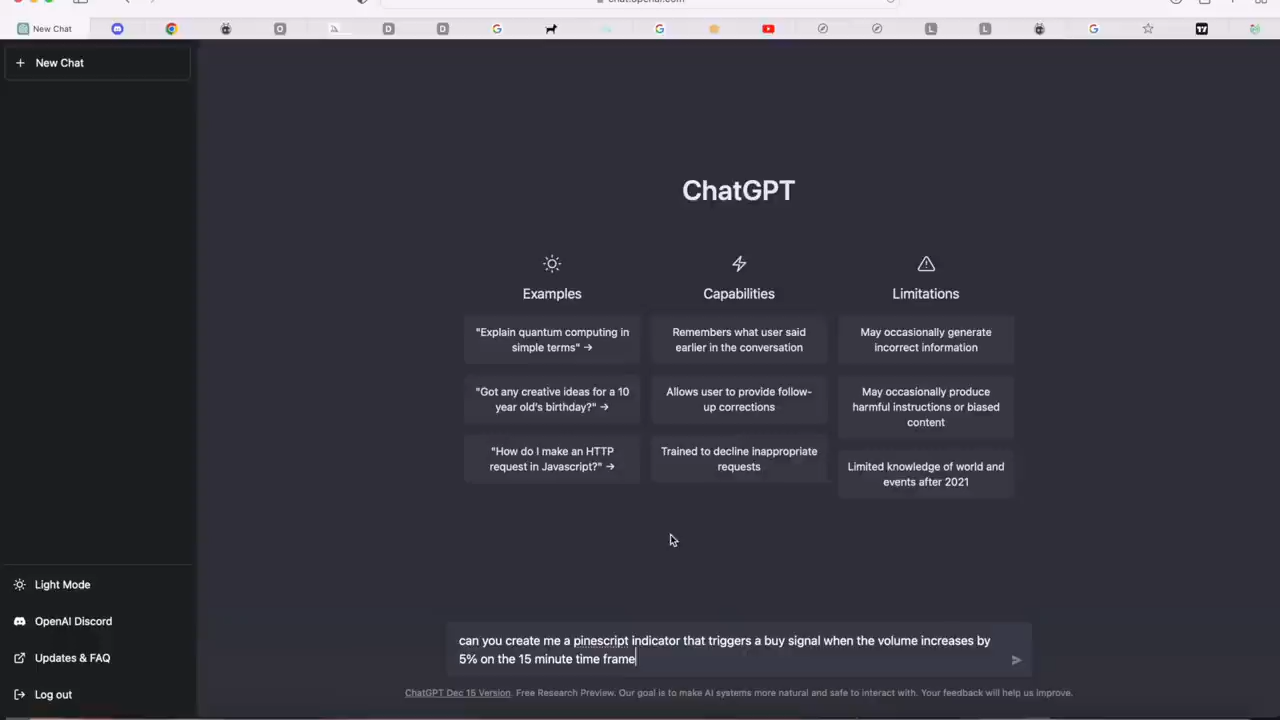 chat.openai.com
New Chat
New Chat
ChatGPT
Examples
"Explain quantum computing in
simple terms" →
"Got any creative ideas for a 10
year old's birthday?" →
"How do I make an HTTP
request in Javascript?" →
Capabilities
Remembers what user said
earlier in the conversation
Allows user to provide follow-
up corrections
Trained to decline inappropriate
requests
Limitations
May occasionally generate
incorrect information
May occasionally produce
harmful instructions or biased
content
Limited knowledge of world and
events after 2021
Light Mode
OpenAI Discord
Updates & FAQ
Log out
can you create me a pinescript indicator that triggers a buy signal when the volume increases by
5% on the 15 minute time frame
ChatGPT Dec 15 Version. Free Research Preview. Our goal is to make AI systems more natural and safe to interact with. Your feedback will help us improve.